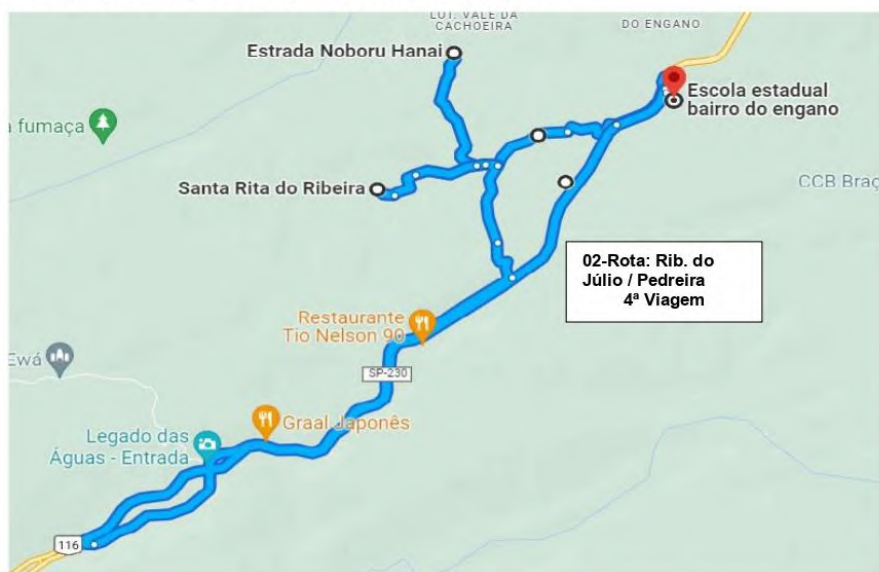 LOT. VALE DA
CACHOEIRA
DO ENGANO
Estrada Noboru Hanai
Escola estadual
bairro do engano
a fumaça
Santa Rita do Ribeira
CCB Braç
02-Rota: Rib. do
Júlio / Pedreira
4ª Viagem
Restaurante
Tio Nelson 90
Ewá
SP-230
Graal Japonês
Legado das
Águas - Entrada
116